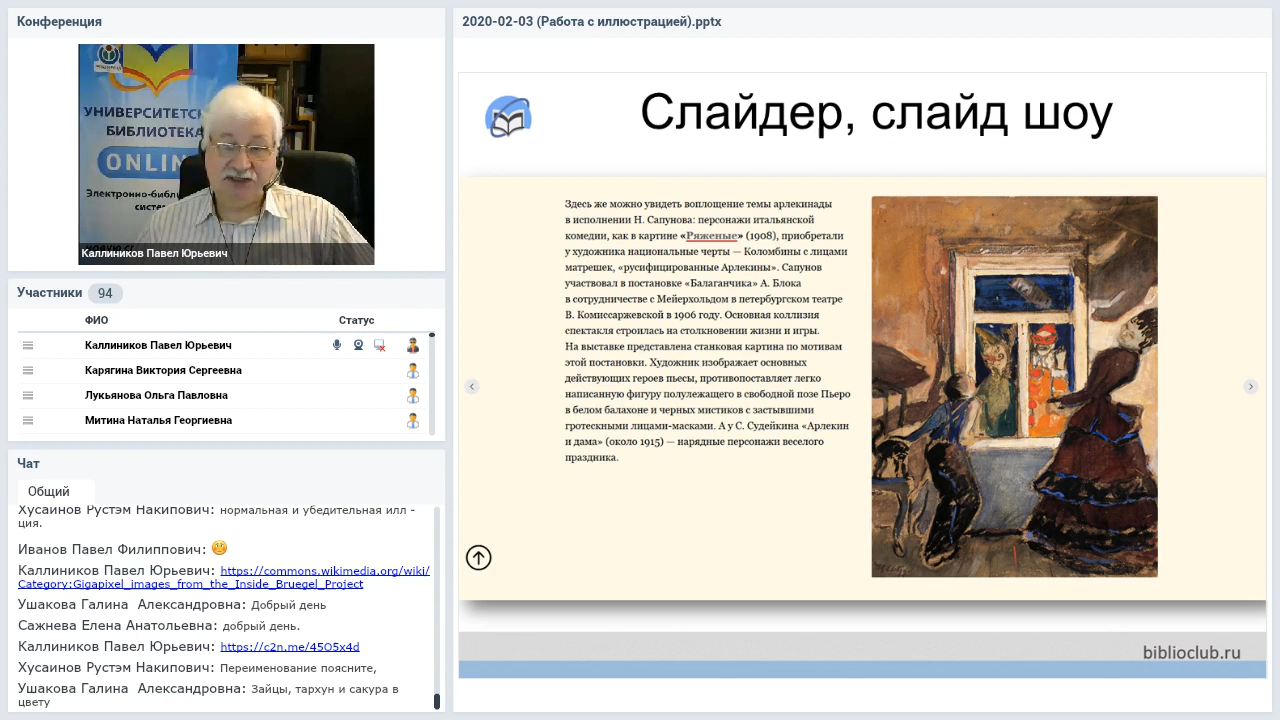 Конференция
УНИВЕРСИТЕТС
БИБЛИОТЕКА
ONLIN
Электронно-библ
систем
Каллиников Павел Юрьевич
Участники 94
ФИО Статус
Каллиников Павел Юрьевич
Карягина Виктория Сергеевна
Лукьянова Ольга Павловна
Митина Наталья Георгиевна
Чат
Общий
Хусаинов Рустэм Накипович: нормальная и убедительная илл -
ция.
Иванов Павел Филиппович:
Каллиников Павел Юрьевич: https://commons.wikimedia.org/wiki/
Category:Gigapixel_images_from_the_Inside_Bruegel_Project
Ушакова Галина Александровна: Добрый день
Сажнева Елена Анатольевна: добрый день.
Каллиников Павел Юрьевич: https://c2n.me/45O5x4d
Хусаинов Рустэм Накипович: Переименование поясните,
Ушакова Галина Александровна: Зайцы, тархун и сакура в
цвету
2020-02-03 (Работа с иллюстрацией).pptx
Слайдер, слайд шоу
Здесь же можно увидеть воплощение темы арлекинады
в исполнении Н. Сапунова: персонажи итальянской
комедии, как в картине «Ряженые» (1908), приобретали
у художника национальные черты — Коломбины с лицами
матрешек, «русифицированные Арлекины». Сапунов
участвовал в постановке «Балаганчика» А. Блока
в сотрудничестве с Мейерхольдом в петербургском театре
В. Комиссаржевской в 1906 году. Основная коллизия
спектакля строилась на столкновении жизни и игры.
На выставке представлена станковая картина по мотивам
этой постановки. Художник изображает основных
действующих героев пьесы, противопоставляет легко
написанную фигуру полулежащего в свободной позе Пьеро
в белом балахоне и черных мистиков с застывшими
гротескными лицами-масками. А у С. Судейкина «Арлекин
и дама» (около 1915) — нарядные персонажи веселого
праздника.
biblioclub.ru